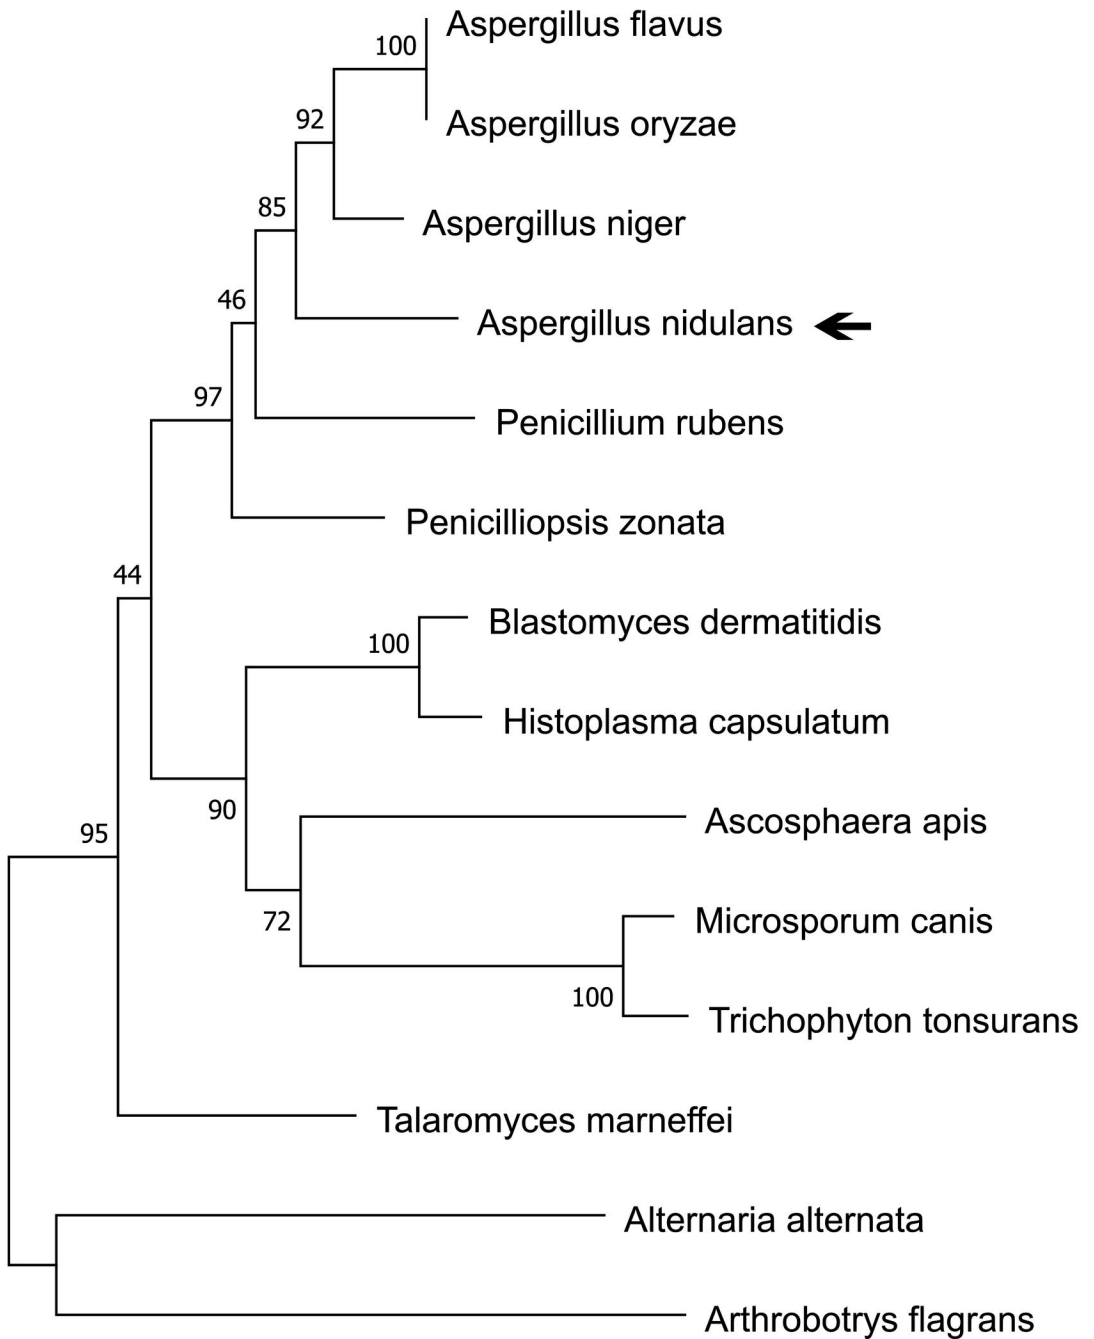 Aspergillus flavus
100
Aspergillus oryzae
92
Aspergillus niger
85
Aspergillus nidulans
46
Penicillium rubens
97
Penicilliopsis zonata
44
Blastomyces dermatitidis
100
Histoplasma capsulatum
90
Ascosphaera apis
95
72
Microsporum canis
100
Trichophyton tonsurans
Talaromyces marneffei
Alternaria alternata
Arthrobotrys flagrans